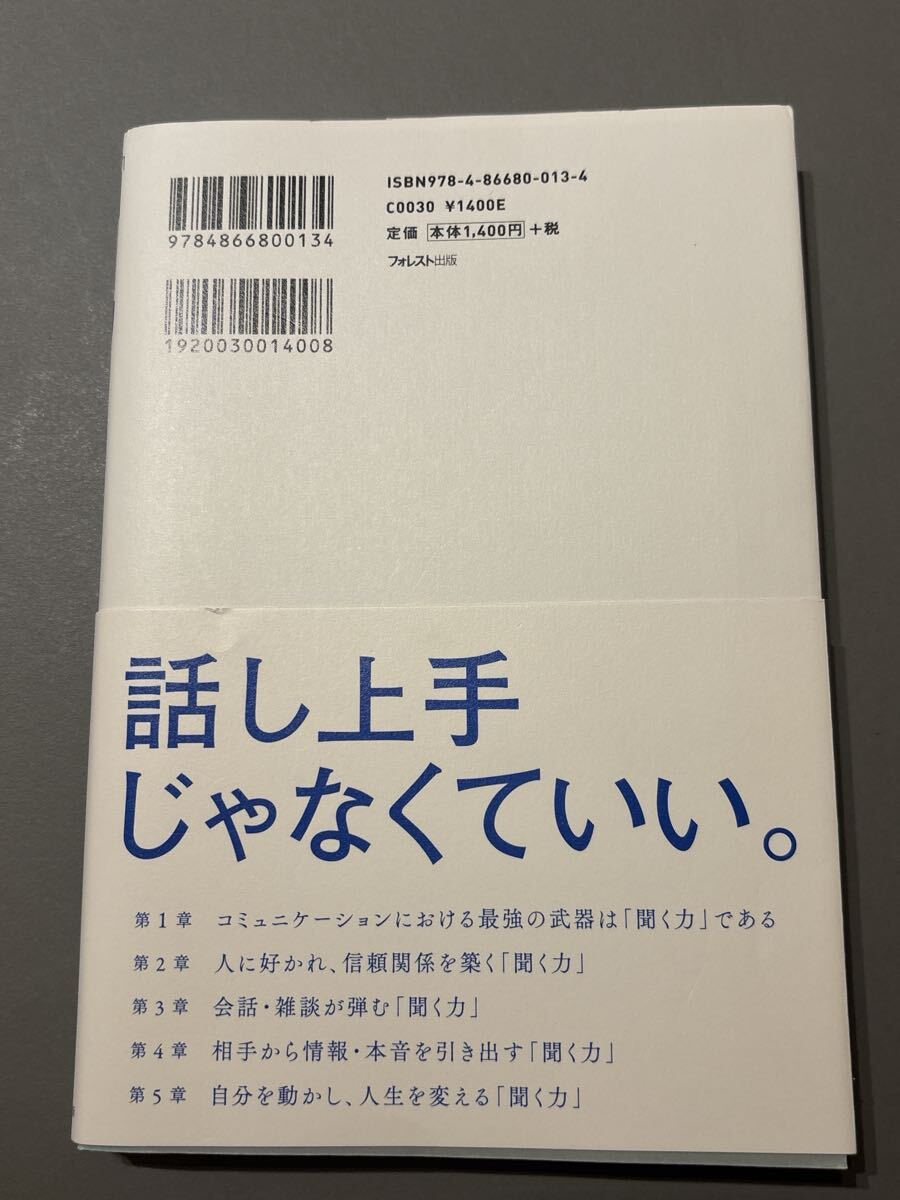 9784866800134
1920030014008
ISBN978-4-86680-013-4
C0030 ¥1400E
定価 本体1,400円 +税
フォレスト出版
話し上手
じゃなくていい。
第1章 コミュニケーションにおける最強の武器は「聞く力」である
第2章 人に好かれ、信頼関係を築く「聞く力」
第3章 会話・雑談が弾む「聞く力」
第4章 相手から情報・本音を引き出す「聞く力」
第5章 自分を動かし、人生を変える「聞く力」